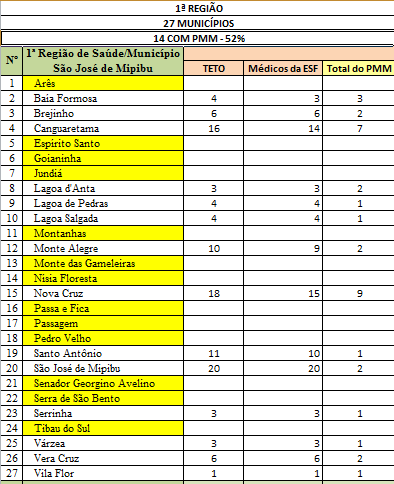 1ª REGIÃO
27 MUNICÍPIOS
14 COM PMM - 52%
Nº 1ª Região de Saúde/Município São José de Mipibu TETO Médicos da ESF Total do PMM
1 Arês
2 Baia Formosa 4 3 3
3 Brejinho 6 6 2
4 Canguaretama 16 14 7
5 Espírito Santo
6 Goianinha
7 Jundiá
8 Lagoa d'Anta 3 3 2
9 Lagoa de Pedras 4 4 1
10 Lagoa Salgada 4 4 1
11 Montanhas
12 Monte Alegre 10 9 2
13 Monte das Gameleiras
14 Nísia Floresta
15 Nova Cruz 18 15 9
16 Passa e Fica
17 Passagem
18 Pedro Velho
19 Santo Antônio 11 10 1
20 São José de Mipibu 20 20 2
21 Senador Georgino Avelino
22 Serra de São Bento
23 Serrinha 3 3 1
24 Tibau do Sul
25 Várzea 3 3 1
26 Vera Cruz 6 6 2
27 Vila Flor 1 1 1